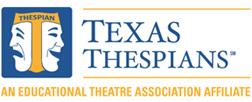 THESPIAN
TEXAS
THESPIANS℠
AN EDUCATIONAL THEATRE ASSOCIATION AFFILIATE